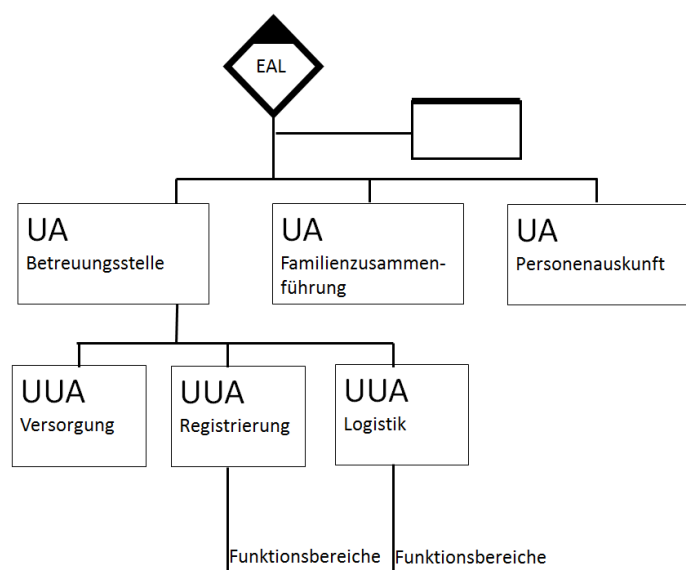 EAL
UA
Betreuungsstelle
UA
Familienzusammen-
führung
UA
Personenauskunft
UUA
Versorgung
UUA
Registrierung
UUA
Logistik
Funktionsbereiche
Funktionsbereiche